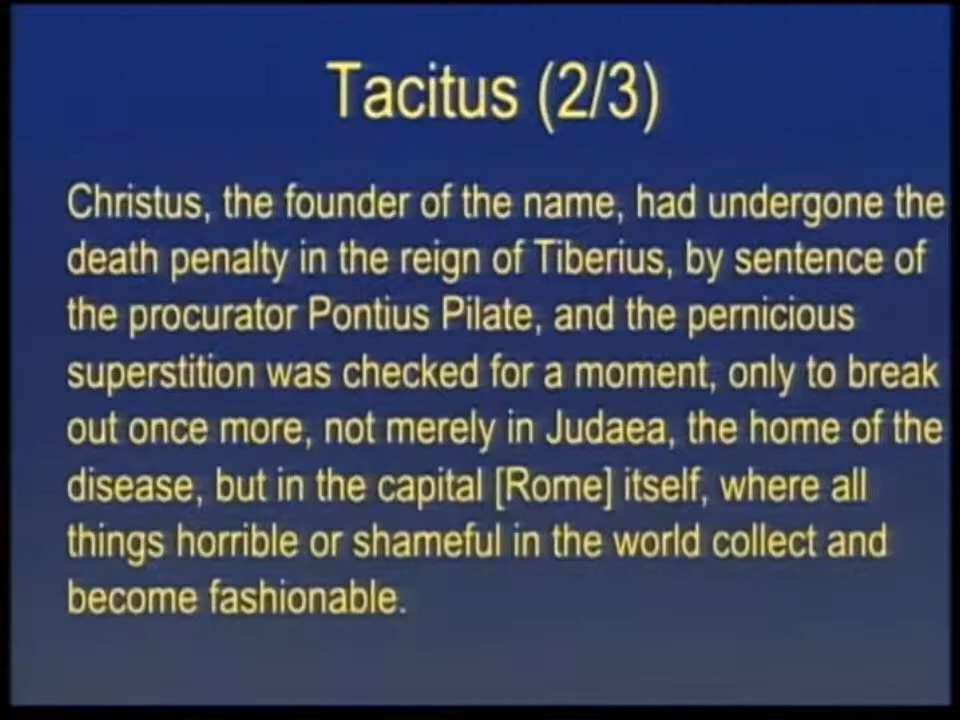 Tacitus (2/3)
Christus, the founder of the name, had undergone the
death penalty in the reign of Tiberius, by sentence of
the procurator Pontius Pilate, and the pernicious
superstition was checked for a moment, only to break
out once more, not merely in Judaea, the home of the
disease, but in the capital [Rome] itself, where all
things horrible or shameful in the world collect and
become fashionable.